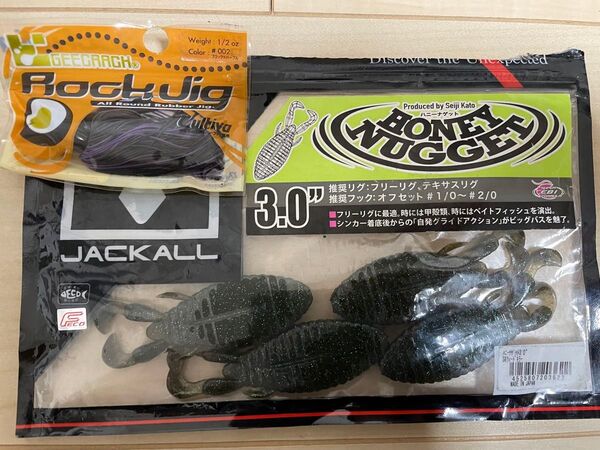 GEECRACK
Rock Jig
All Round Rubber Jig
Weight: 1/2 oz
Color: #002
Discover the Unexpected
Produced by Seiji Kato
ハニーナゲット
HONEY
NUGGET
3.0"
推奨リグ:フリーリグ、テキサスリグ
推奨フック:オフセット #1/0~#2/0
■フリーリグに最適。時には甲殻類、時にはベイトフィッシュを演出。
■シンカー着底後からの「自発グライドアクション」がビッグバスを魅了。
JACKALL
FECO
MADE IN JAPAN